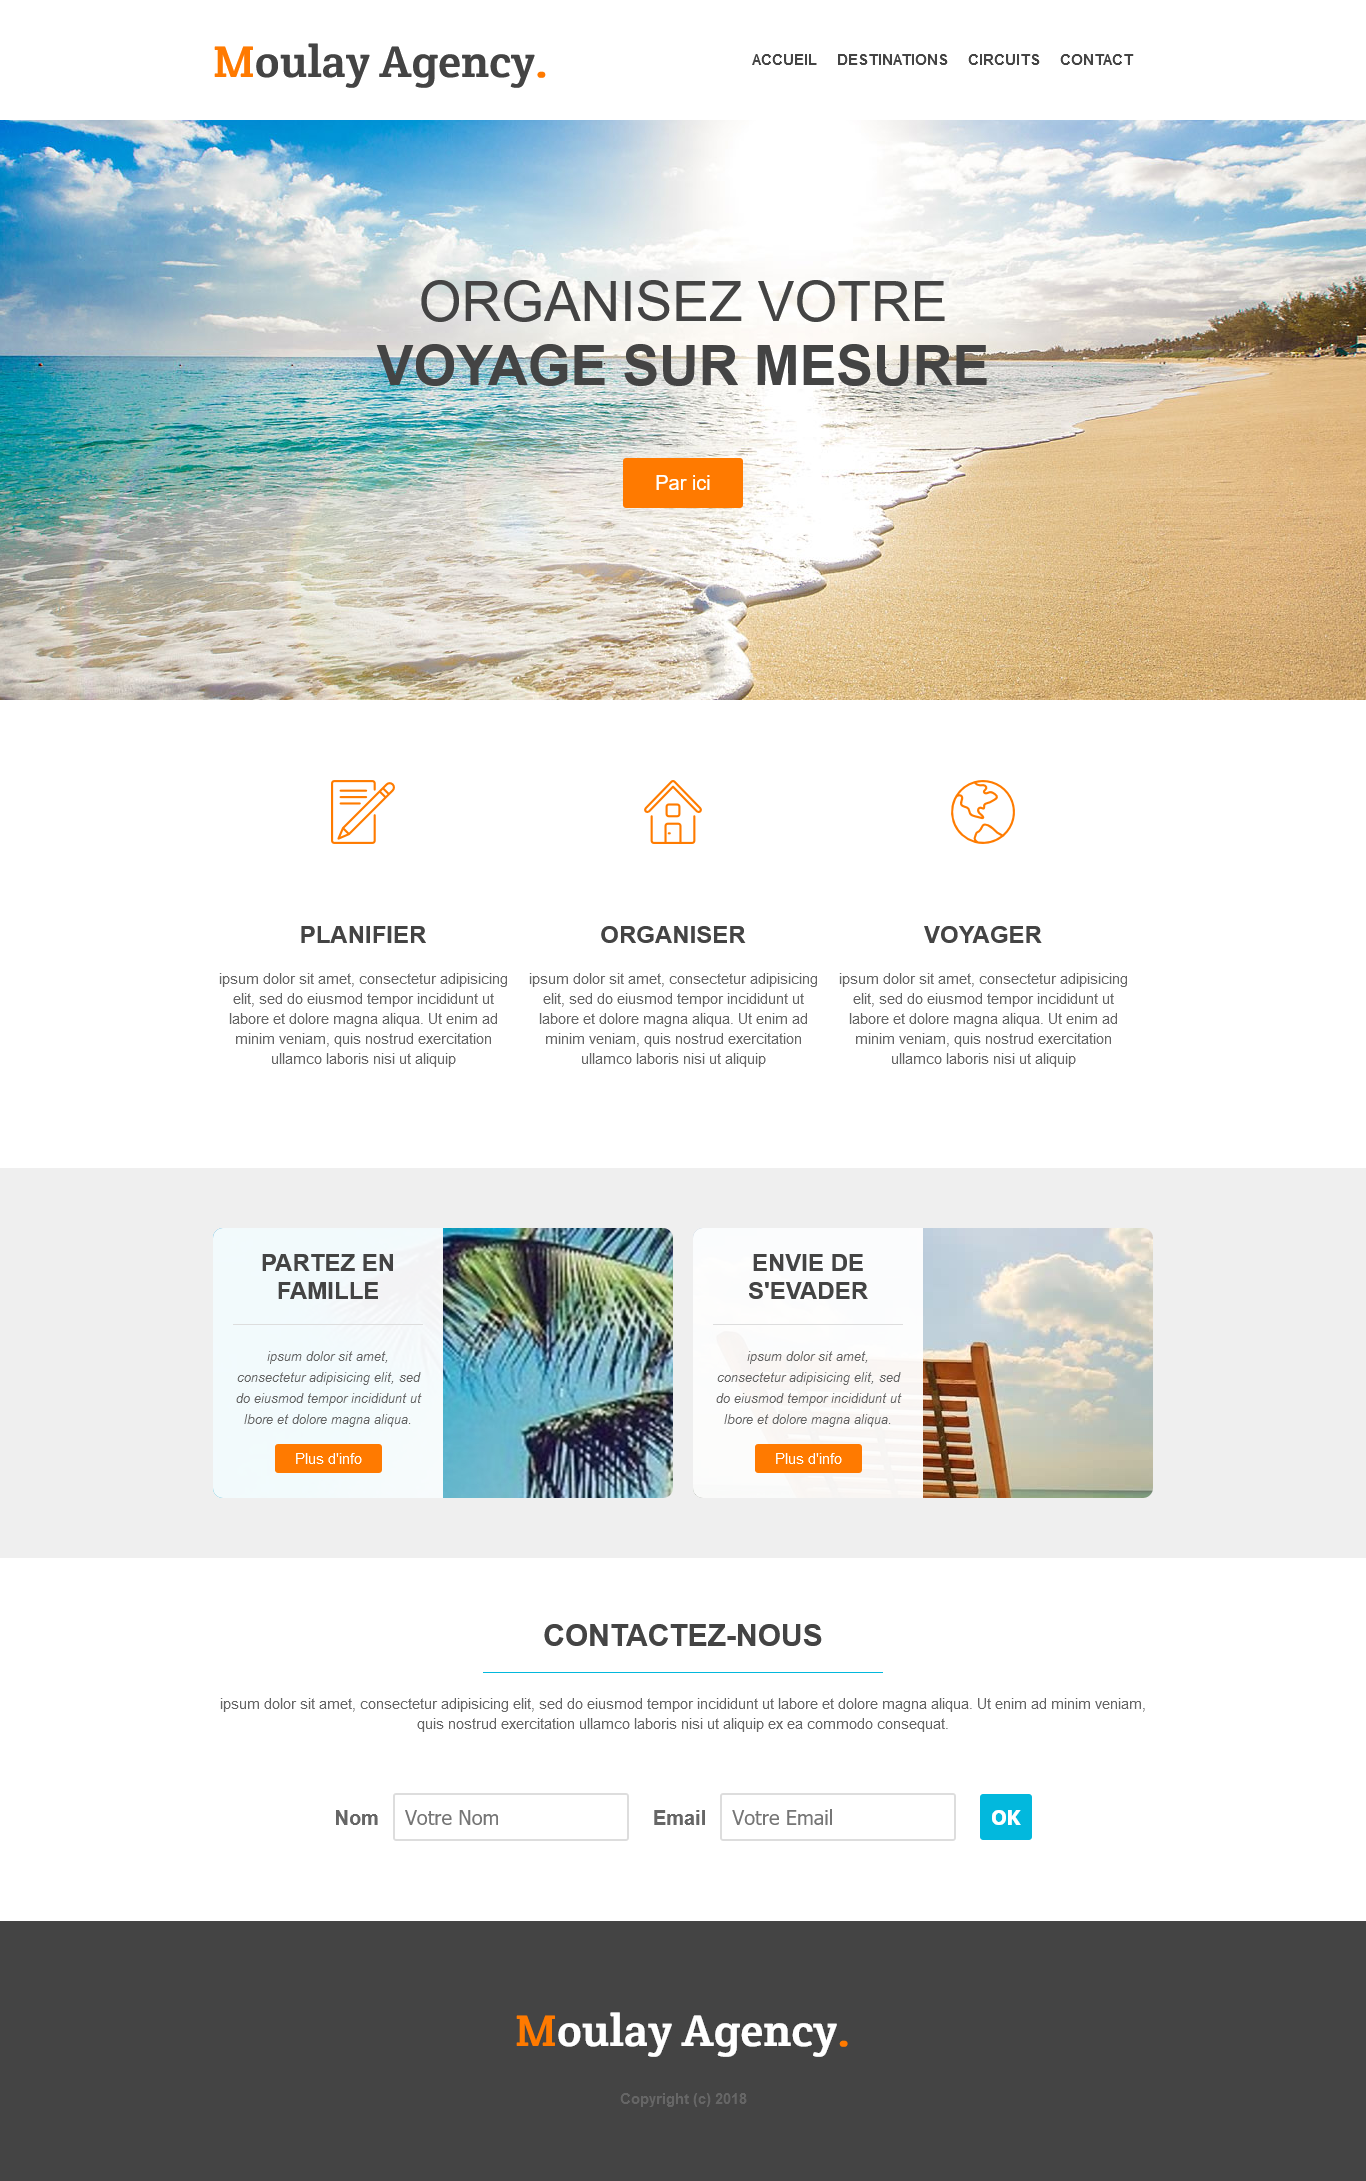 Moulay Agency.
ACCUEIL DESTINATIONS CIRCUITS CONTACT
ORGANISEZ VOTRE
VOYAGE SUR MESURE
Par ici
PLANIFIER
ipsum dolor sit amet, consectetur adipisicing
elit, sed do eiusmod tempor incididunt ut
labore et dolore magna aliqua. Ut enim ad
minim veniam, quis nostrud exercitation
ullamco laboris nisi ut aliquip
ORGANISER
ipsum dolor sit amet, consectetur adipisicing
elit, sed do eiusmod tempor incididunt ut
labore et dolore magna aliqua. Ut enim ad
minim veniam, quis nostrud exercitation
ullamco laboris nisi ut aliquip
VOYAGER
ipsum dolor sit amet, consectetur adipisicing
elit, sed do eiusmod tempor incididunt ut
labore et dolore magna aliqua. Ut enim ad
minim veniam, quis nostrud exercitation
ullamco laboris nisi ut aliquip
PARTEZ EN
FAMILLE
ipsum dolor sit amet,
consectetur adipisicing elit, sed
do eiusmod tempor incididunt ut
lbore et dolore magna aliqua.
Plus d'info
ENVIE DE
S'EVADER
ipsum dolor sit amet,
consectetur adipisicing elit, sed
do eiusmod tempor incididunt ut
lbore et dolore magna aliqua.
Plus d'info
CONTACTEZ-NOUS
ipsum dolor sit amet, consectetur adipisicing elit, sed do eiusmod tempor incididunt ut labore et dolore magna aliqua. Ut enim ad minim veniam,
quis nostrud exercitation ullamco laboris nisi ut aliquip ex ea commodo consequat.
Nom Votre Nom Email Votre Email OK
Moulay Agency.
Copyright (c) 2018